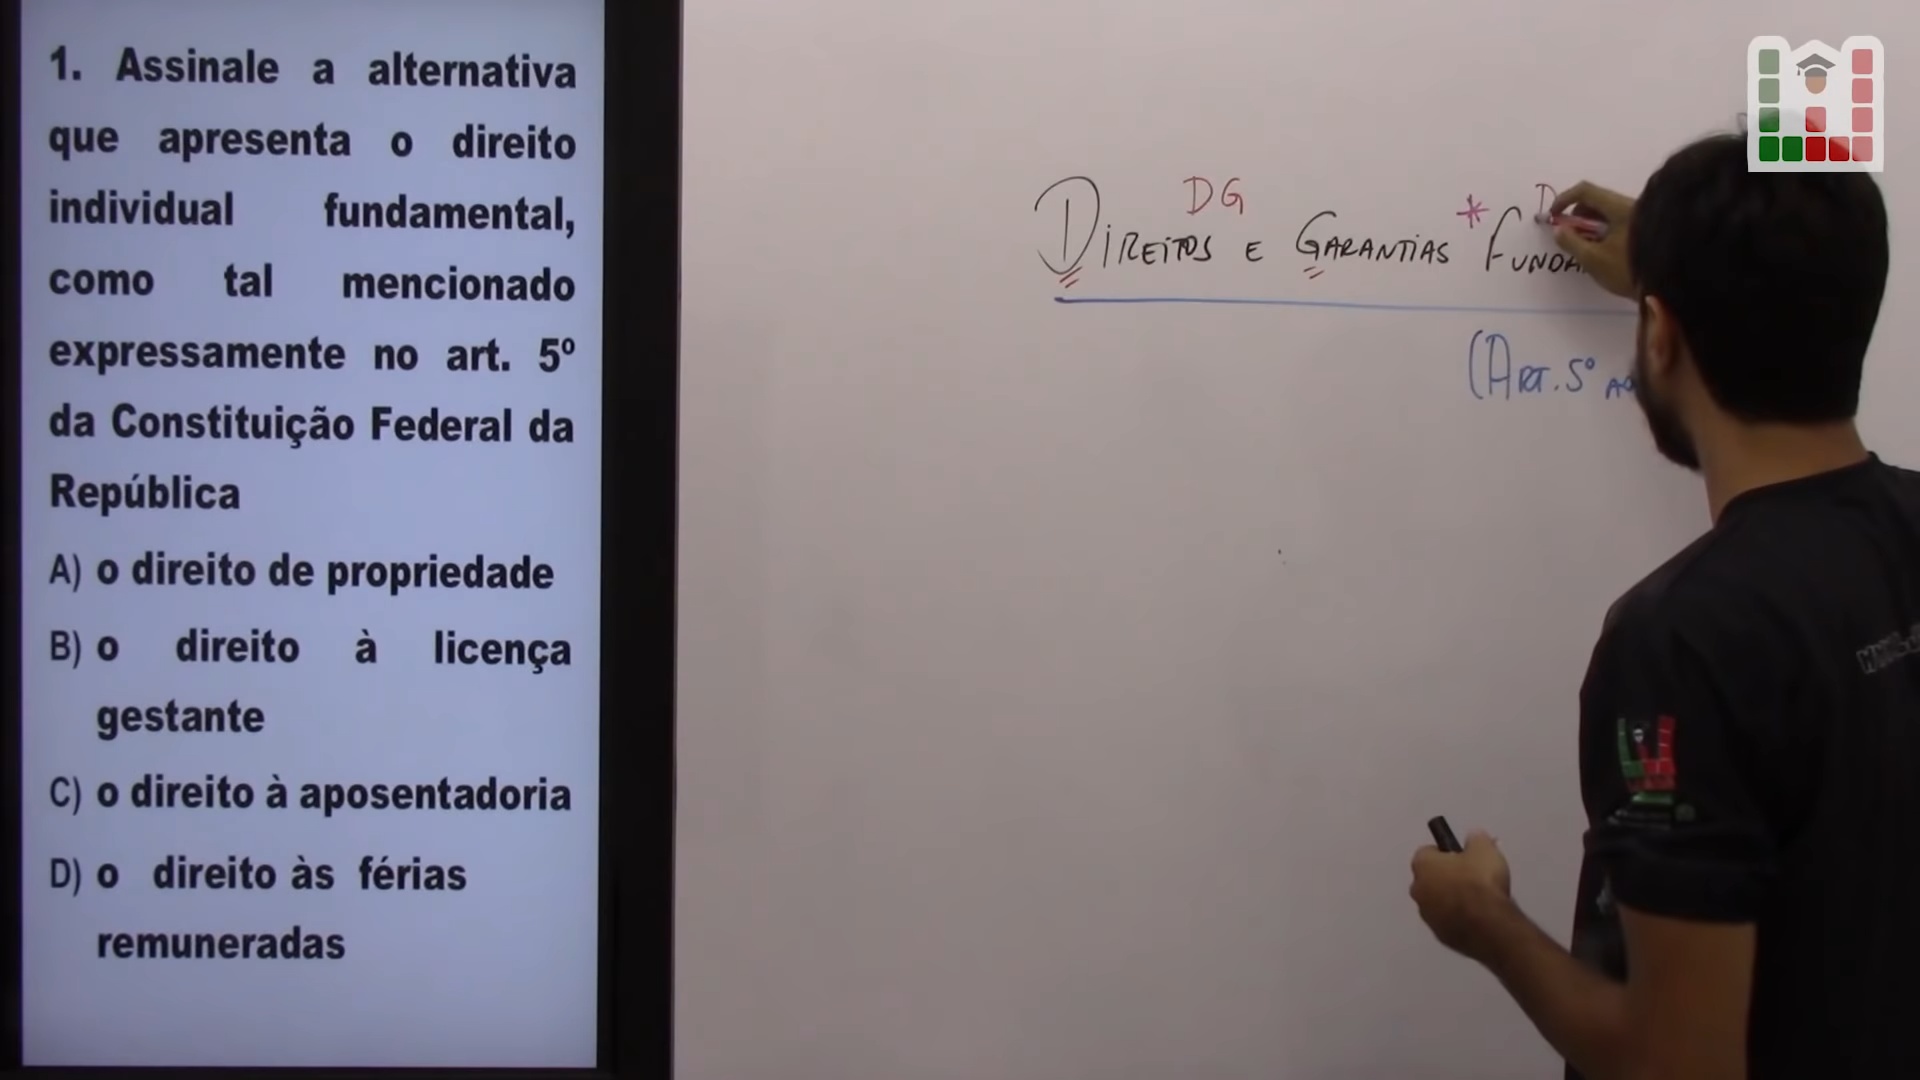 1. Assinale a alternativa
que apresenta o direito
individual fundamental,
como tal mencionado
expressamente no art. 5º
da Constituição Federal da
República
A) o direito de propriedade
B) o direito à licença
gestante
C) o direito à aposentadoria
D) o direito às férias
remuneradas
DG
* D
DIREITOS E GARANTIAS FUNDA
(ART. 5º AO